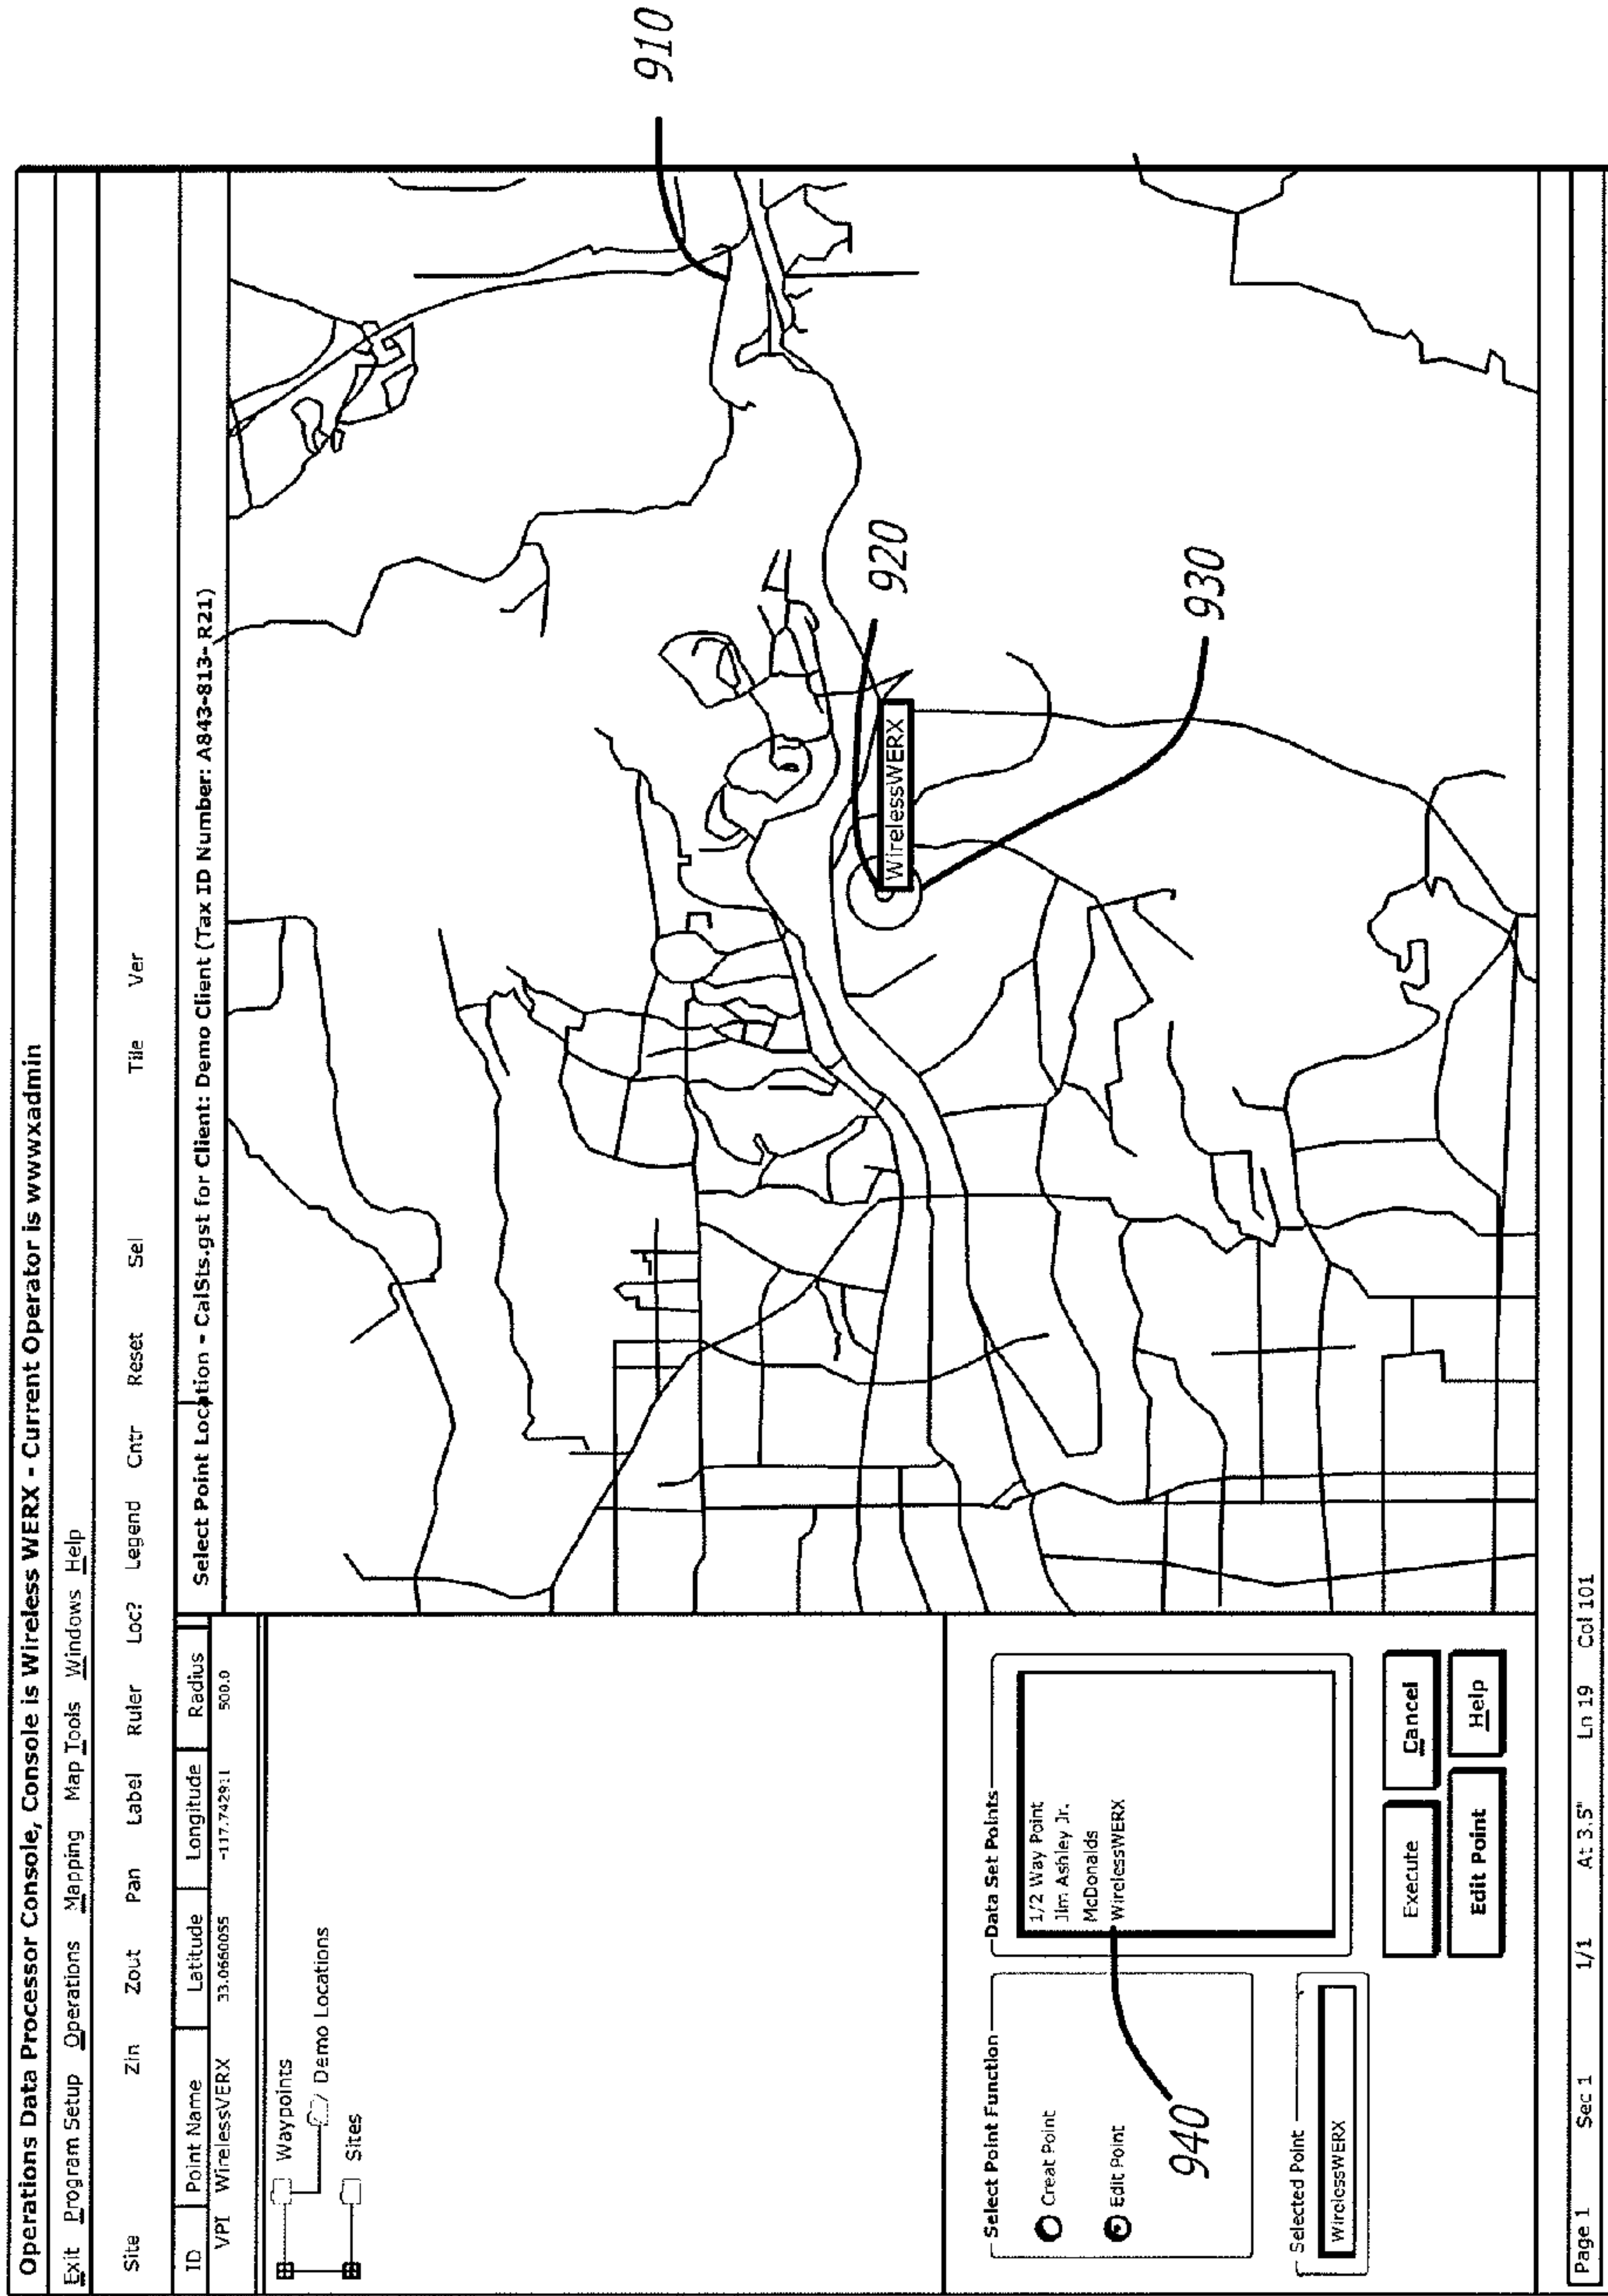 Operations Data Processor Console, Console is Wireless WERX - Current Operator is wwwxadmin
Exit Program Setup Operations Mapping Map Tools Windows Help
Site Zin Zout Pan Label Ruler Loc? Legend Cntr Reset Sel Tile Ver
ID Point Name Latitude Longitude Radius
VPI WirelessVERX 33.0660055 -117.742911 500.0
Select Point Location - CalSts.gst for Client: Demo Client (Tax ID Number: A843-813- R21)
Waypoints
Demo Locations
Sites
910
920
WirelessWERX
930
Select Point Function
Creat Point
Edit Point
940
Data Set Points
1/2 Way Point
Jim Ashley Jr.
McDonalds
WirelessWERX
Selected Point
WirelessWERX
Execute
Cancel
Edit Point
Help
Page 1 Sec 1 1/1 At 3.5" Ln 19 Col 101